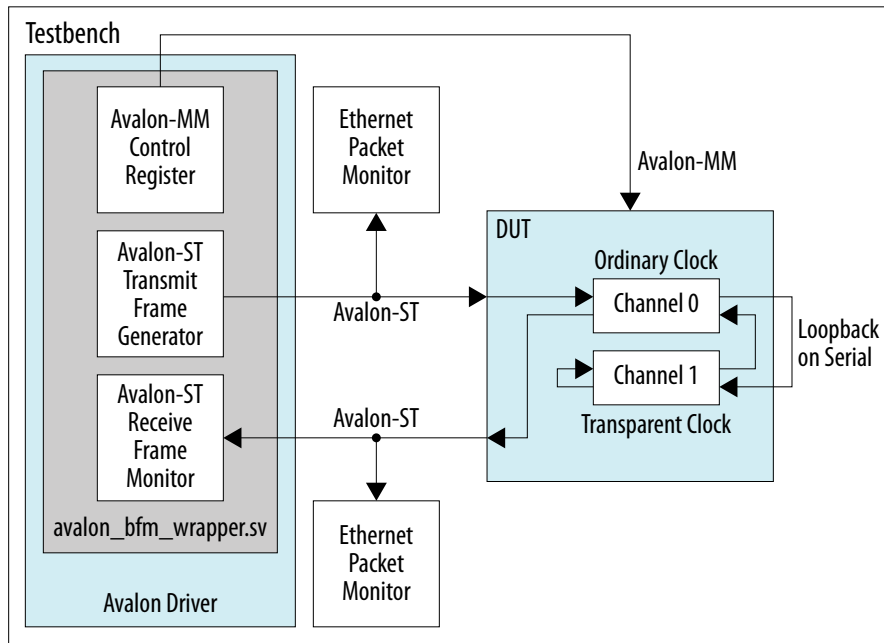 Testbench
Avalon-MM
Control
Register
Ethernet
Packet
Monitor
Avalon-MM
DUT
Avalon-ST
Transmit
Frame
Generator
Avalon-ST
Ordinary Clock
Channel 0
Loopback
on Serial
Channel 1
Transparent Clock
Avalon-ST
Receive
Frame
Monitor
Avalon-ST
avalon_bfm_wrapper.sv
Ethernet
Packet
Monitor
Avalon Driver